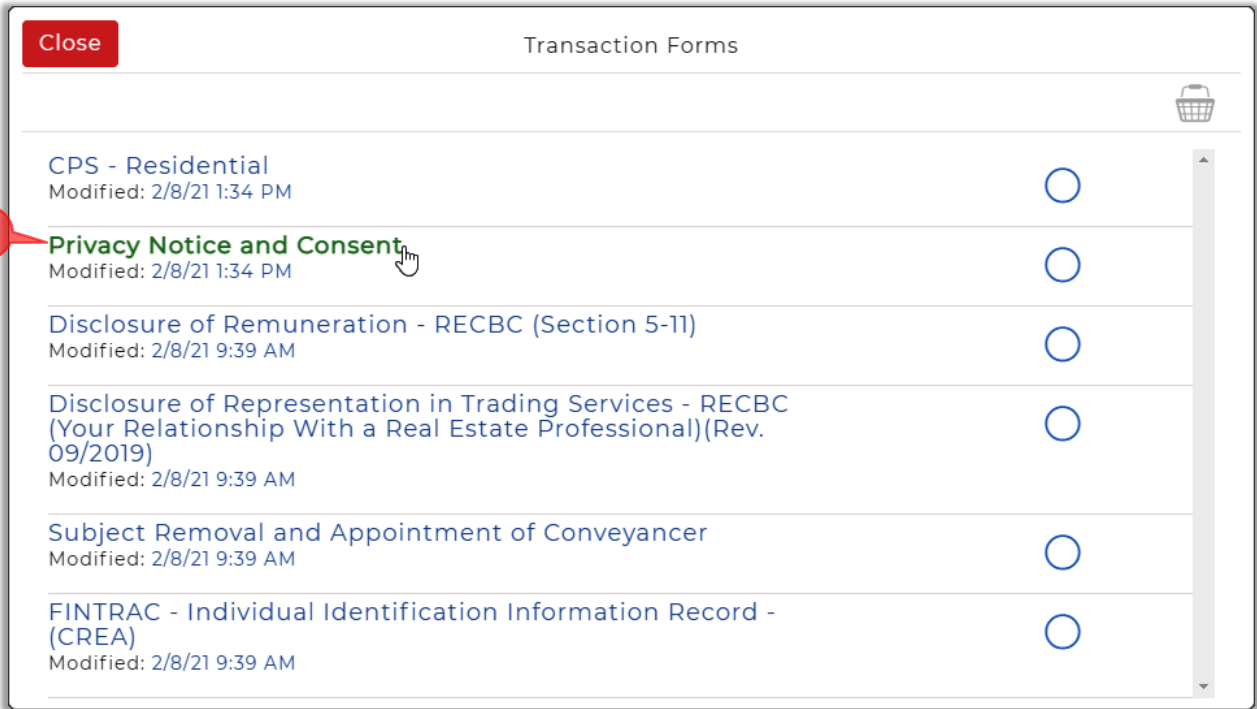 Close
Transaction Forms
CPS - Residential
Modified: 2/8/21 1:34 PM
Privacy Notice and Consent
Modified: 2/8/21 1:34 PM
Disclosure of Remuneration - RECBC (Section 5-11)
Modified: 2/8/21 9:39 AM
Disclosure of Representation in Trading Services - RECBC
(Your Relationship With a Real Estate Professional)(Rev.
09/2019)
Modified: 2/8/21 9:39 AM
Subject Removal and Appointment of Conveyancer
Modified: 2/8/21 9:39 AM
FINTRAC - Individual Identification Information Record -
(CREA)
Modified: 2/8/21 9:39 AM